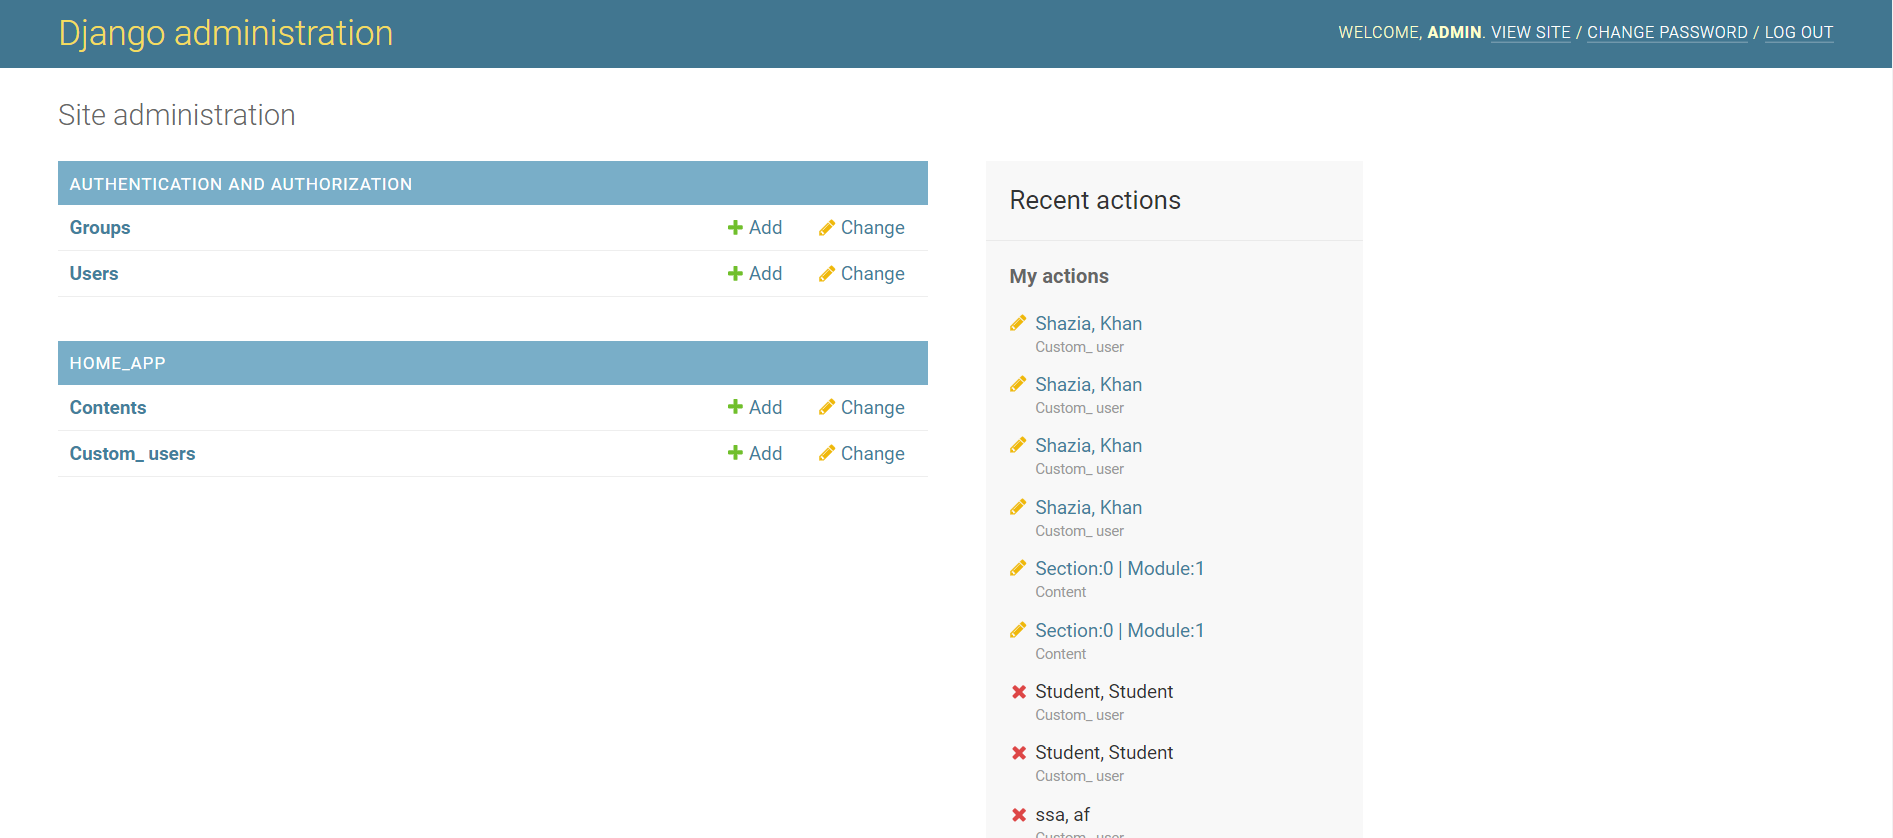 Django administration
WELCOME, ADMIN. VIEW SITE / CHANGE PASSWORD / LOG OUT
Site administration
AUTHENTICATION AND AUTHORIZATION
Groups Add Change
Users Add Change
HOME_APP
Contents Add Change
Custom_ users Add Change
Recent actions
My actions
Shazia, Khan
Custom_ user
Shazia, Khan
Custom_ user
Shazia, Khan
Custom_ user
Shazia, Khan
Custom_ user
Section:0 | Module:1
Content
Section:0 | Module:1
Content
Student, Student
Custom_ user
Student, Student
Custom_ user
ssa, af
Custom_ user